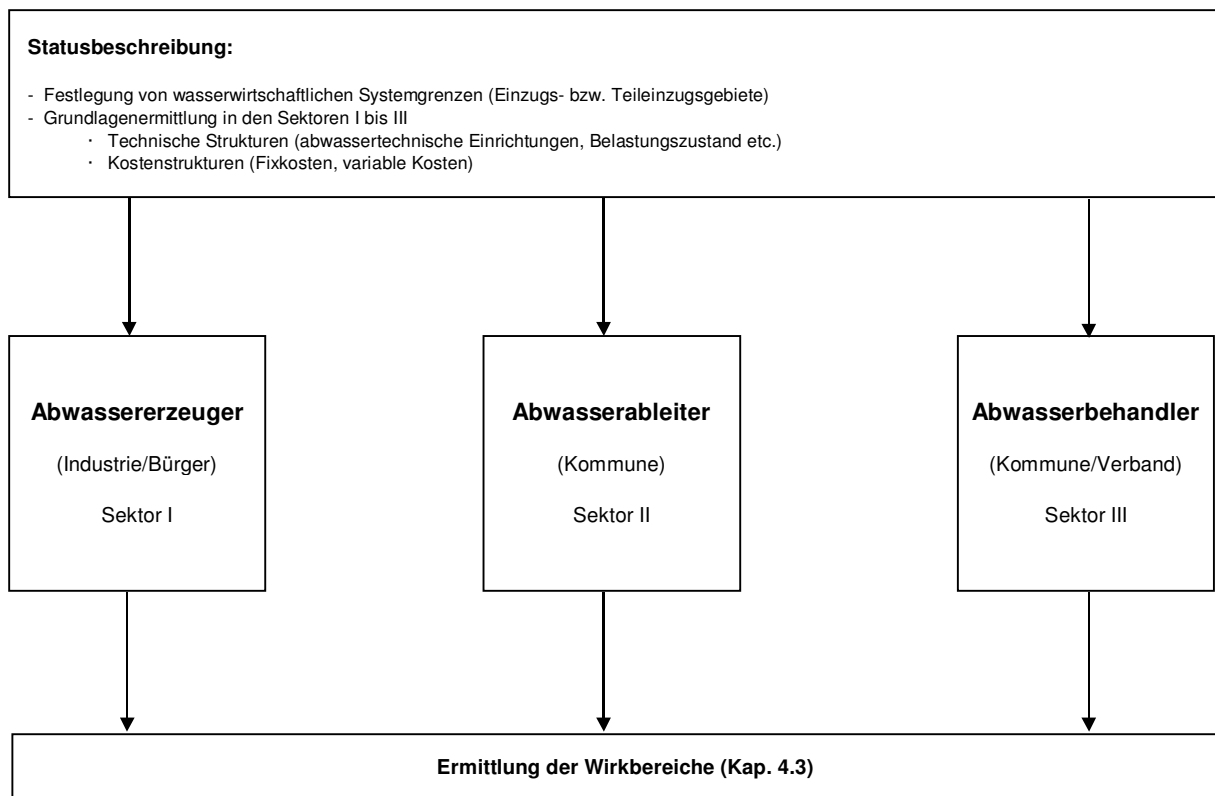 Statusbeschreibung:
- Festlegung von wasserwirtschaftlichen Systemgrenzen (Einzugs- bzw. Teileinzugsgebiete)
- Grundlagenermittlung in den Sektoren I bis III
· Technische Strukturen (abwassertechnische Einrichtungen, Belastungszustand etc.)
· Kostenstrukturen (Fixkosten, variable Kosten)
Abwassererzeuger
(Industrie/Bürger)
Sektor I
Abwasserableiter
(Kommune)
Sektor II
Abwasserbehandler
(Kommune/Verband)
Sektor III
Ermittlung der Wirkbereiche (Kap. 4.3)